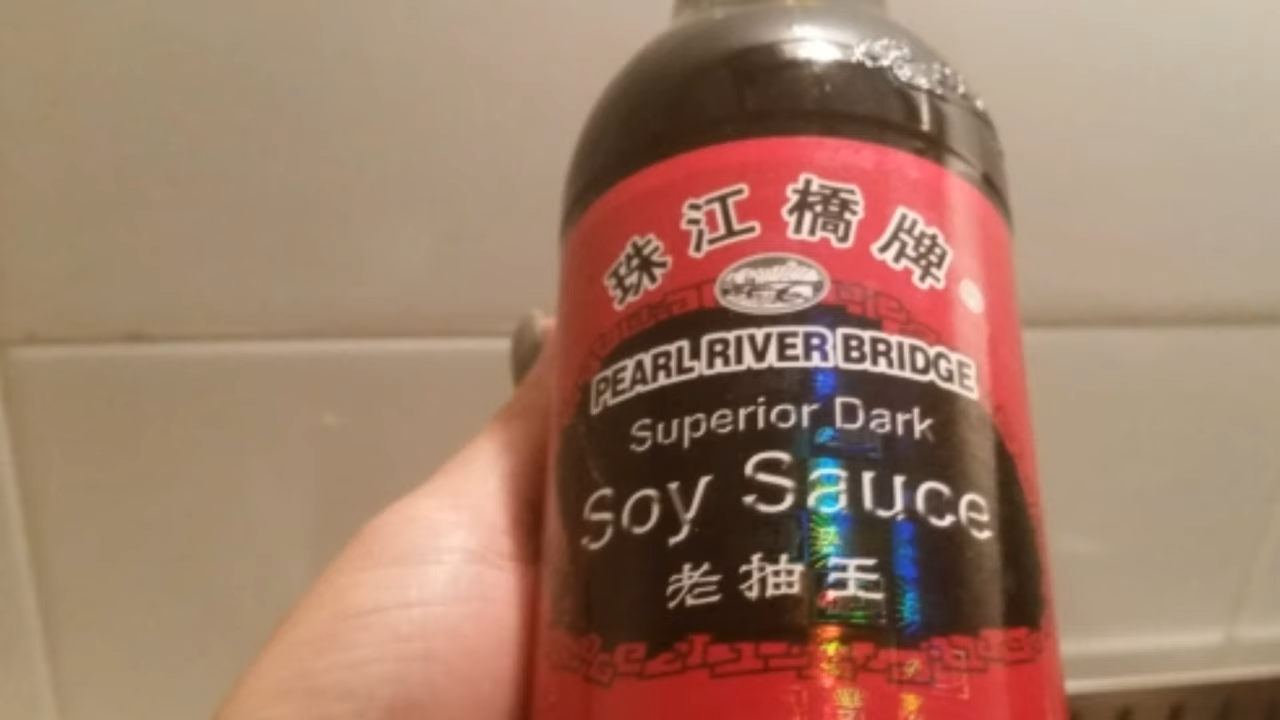 珠江橋牌
PEARL RIVER BRIDGE
Superior Dark
Soy Sauce
老抽王